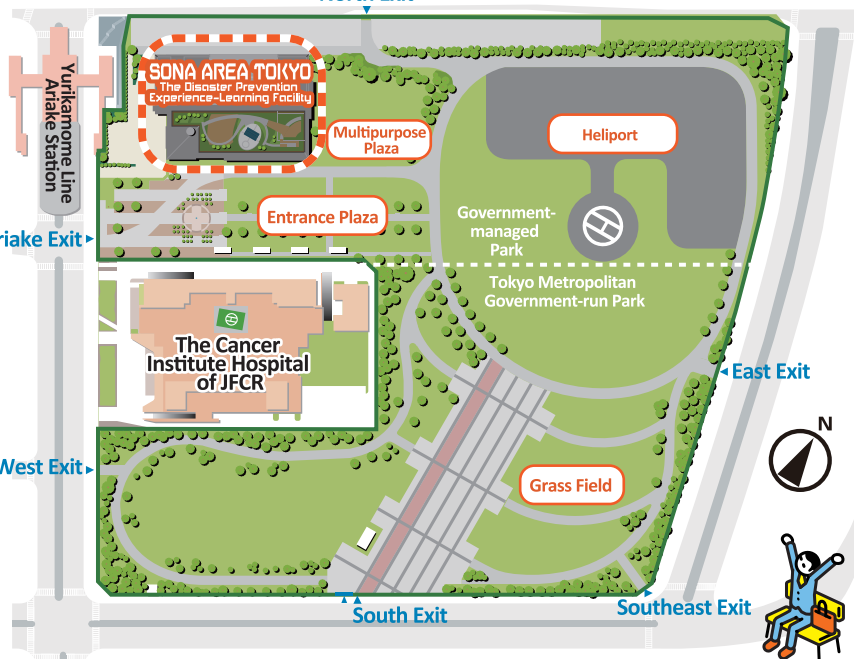 North Exit
SONA AREA TOKYO
The Disaster Prevention
Experience-Learning Facility
Yurikamome Line
Ariake Station
Multipurpose
Plaza
Heliport
Entrance Plaza
Government-
managed
Park
riake Exit
Tokyo Metropolitan
Government-run Park
The Cancer
Institute Hospital
of JFCR
East Exit
N
West Exit
Grass Field
South Exit
Southeast Exit